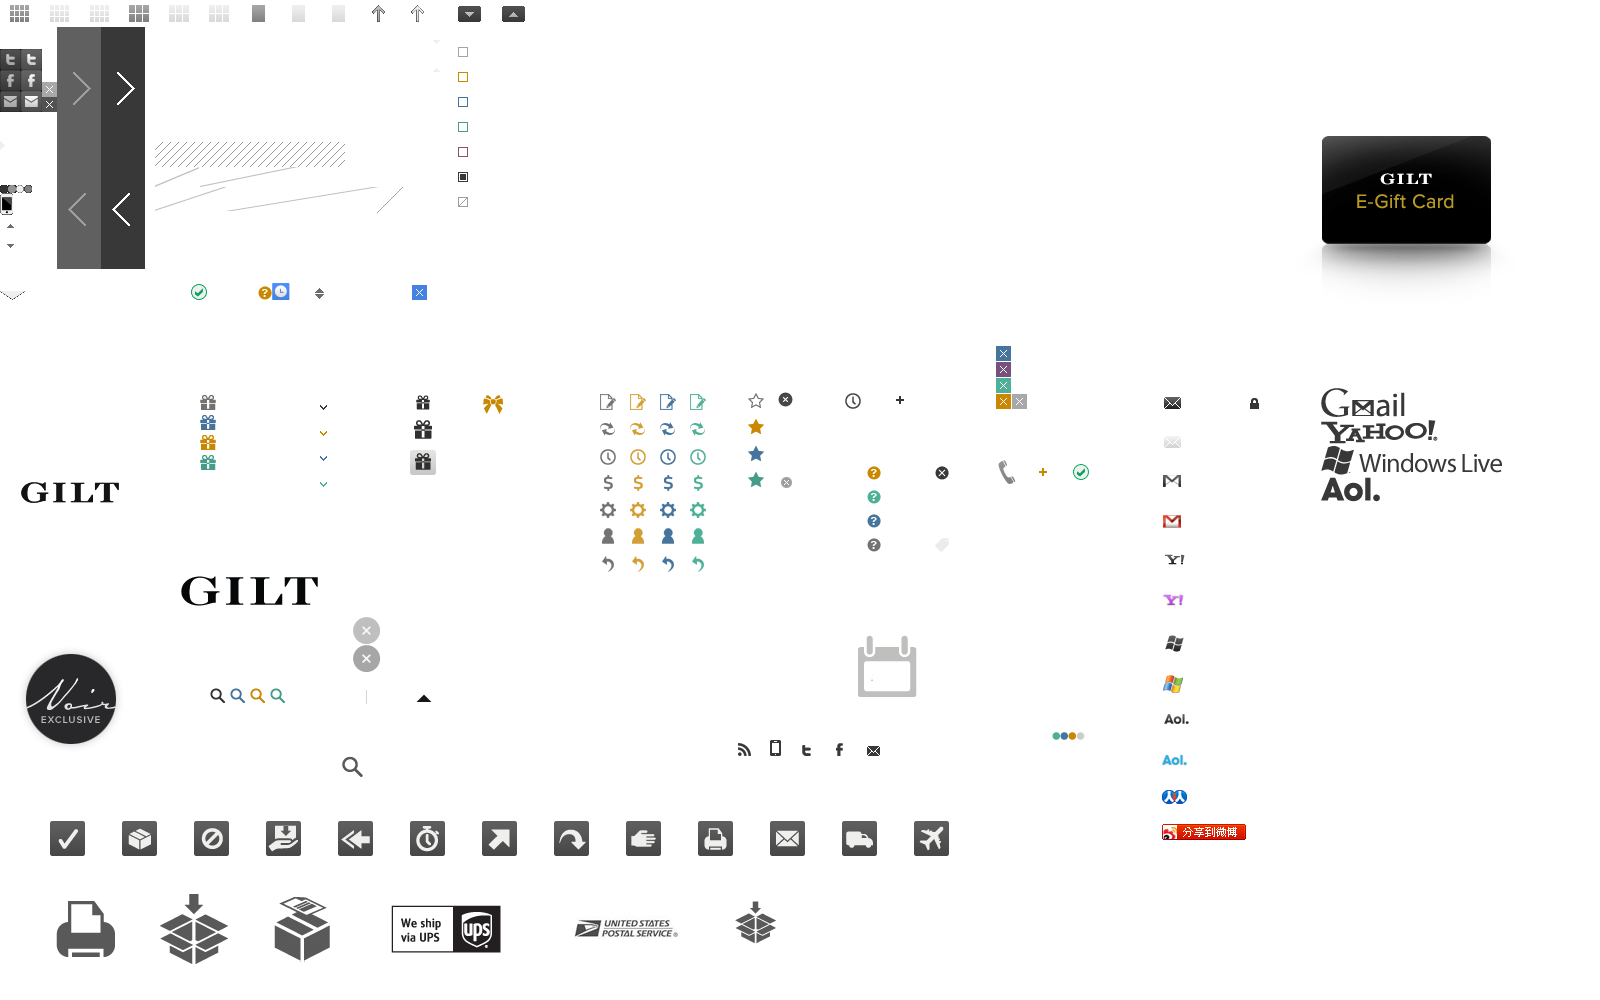 GILT
E-Gift Card
Gmail
YAHOO!
Windows Live
Aol.
GILT
GILT
Y!
Y!
Noir
EXCLUSIVE
Aol.
Aol.
分享到微博
We ship
via UPS
ups
UNITED STATES
POSTAL SERVICE®